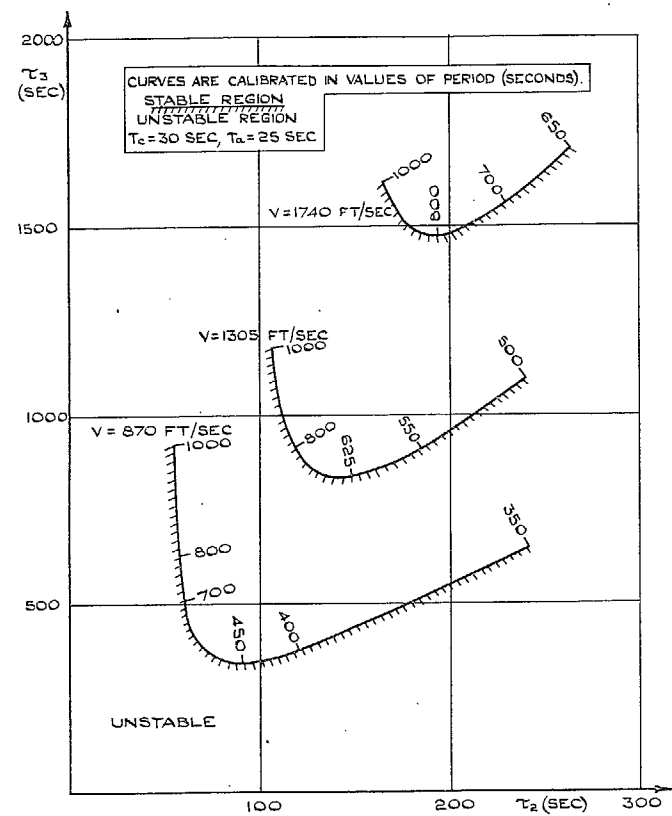 2000
τ₃
(SEC)
CURVES ARE CALIBRATED IN VALUES OF PERIOD (SECONDS).
STABLE REGION
UNSTABLE REGION
Tc=30 SEC, Ta=25 SEC
650
1000
700
800
V=1740 FT/SEC
1500
V=1305 FT/SEC
1000
500
1000
V=870 FT/SEC
1000
800
625
550
800
700
350
500
450
400
UNSTABLE
100
200
τ₂ (SEC)
300